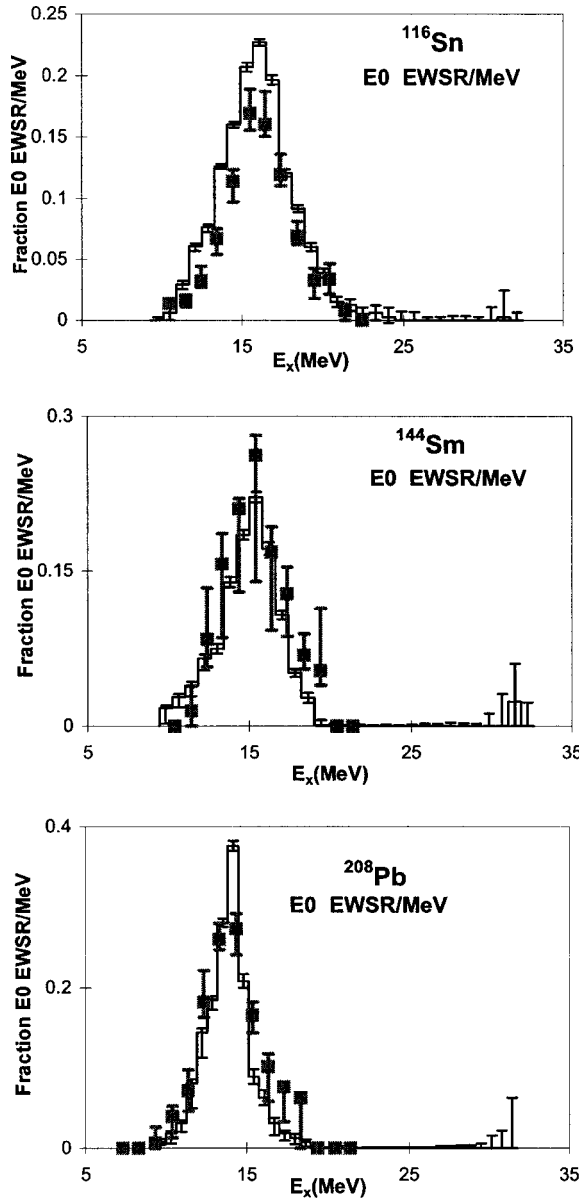 0.25
0.2
0.15
0.1
0.05
0
Fraction E0 EWSR/MeV
¹¹⁶Sn
E0 EWSR/MeV
5 15 25 35
Eₓ(MeV)
0.3
0.15
0
Fraction E0 EWSR/MeV
¹⁴⁴Sm
E0 EWSR/MeV
5 15 25 35
Eₓ(MeV)
0.4
0.2
0
Fraction E0 EWSR/MeV
²⁰⁸Pb
E0 EWSR/MeV
5 15 25 35
Eₓ(MeV)